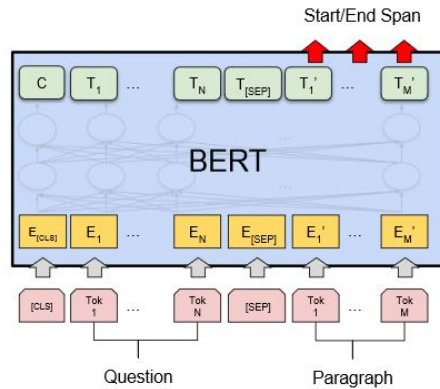 Start/End Span
C T1 ... TN T[SEP] T1' ... TM'
BERT
E[CLS] E1 ... EN E[SEP] E1' ... EM'
[CLS] Tok 1 ... Tok N [SEP] Tok 1 ... Tok M
Question Paragraph